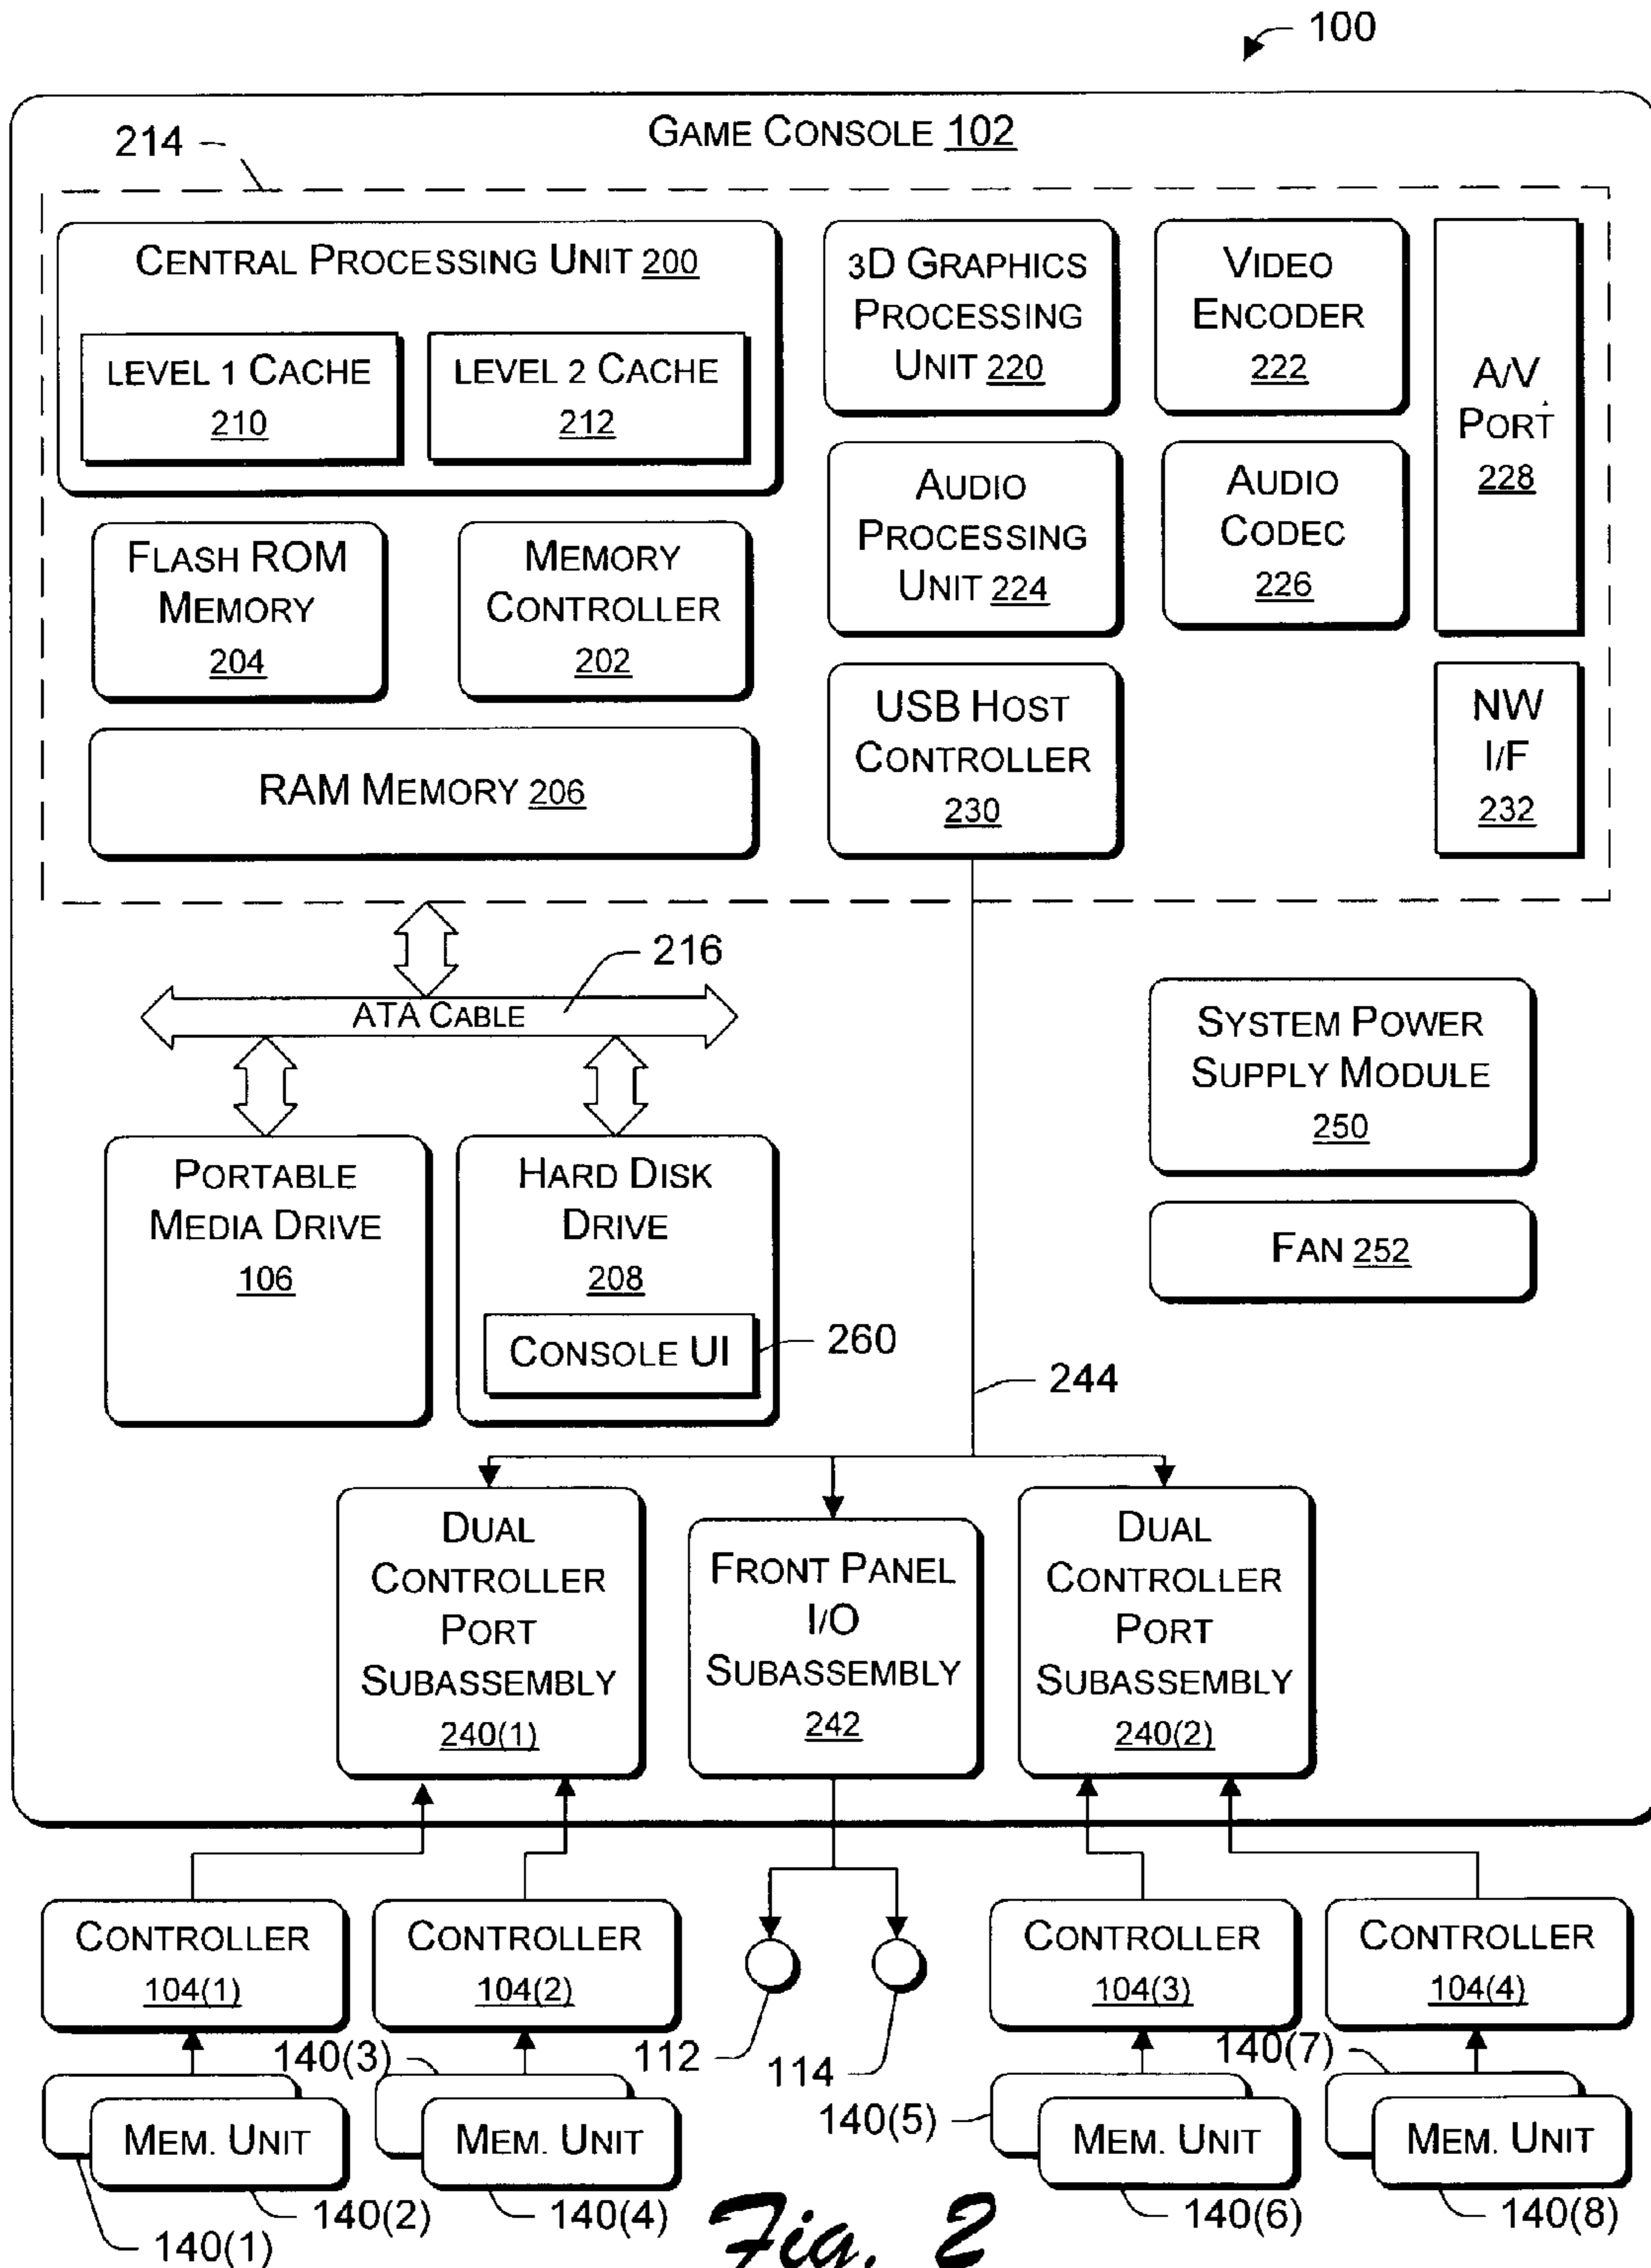 100
GAME CONSOLE 102
214
CENTRAL PROCESSING UNIT 200
LEVEL 1 CACHE
210
LEVEL 2 CACHE
212
3D GRAPHICS
PROCESSING
UNIT 220
VIDEO
ENCODER
222
A/V
PORT
228
FLASH ROM
MEMORY
204
MEMORY
CONTROLLER
202
AUDIO
PROCESSING
UNIT 224
AUDIO
CODEC
226
RAM MEMORY 206
USB HOST
CONTROLLER
230
NW
I/F
232
216
ATA CABLE
SYSTEM POWER
SUPPLY MODULE
250
PORTABLE
MEDIA DRIVE
106
HARD DISK
DRIVE
208
CONSOLE UI
260
FAN 252
244
DUAL
CONTROLLER
PORT
SUBASSEMBLY
240(1)
FRONT PANEL
I/O
SUBASSEMBLY
242
DUAL
CONTROLLER
PORT
SUBASSEMBLY
240(2)
CONTROLLER
104(1)
CONTROLLER
104(2)
112
114
CONTROLLER
104(3)
CONTROLLER
104(4)
140(3)
140(7)
140(5)
MEM. UNIT
MEM. UNIT
MEM. UNIT
MEM. UNIT
140(1)
140(2)
140(4)
140(6)
140(8)
Fig. 2